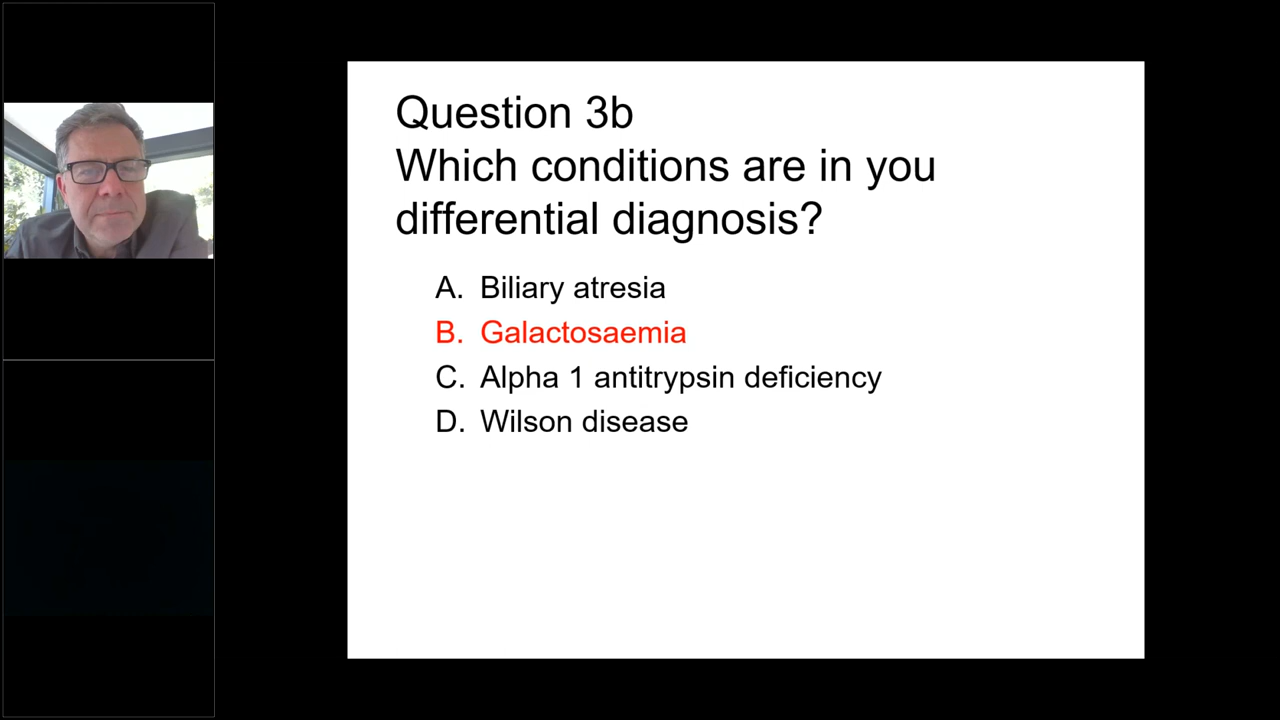 Question 3b
Which conditions are in you
differential diagnosis?
A. Biliary atresia
B. Galactosaemia
C. Alpha 1 antitrypsin deficiency
D. Wilson disease